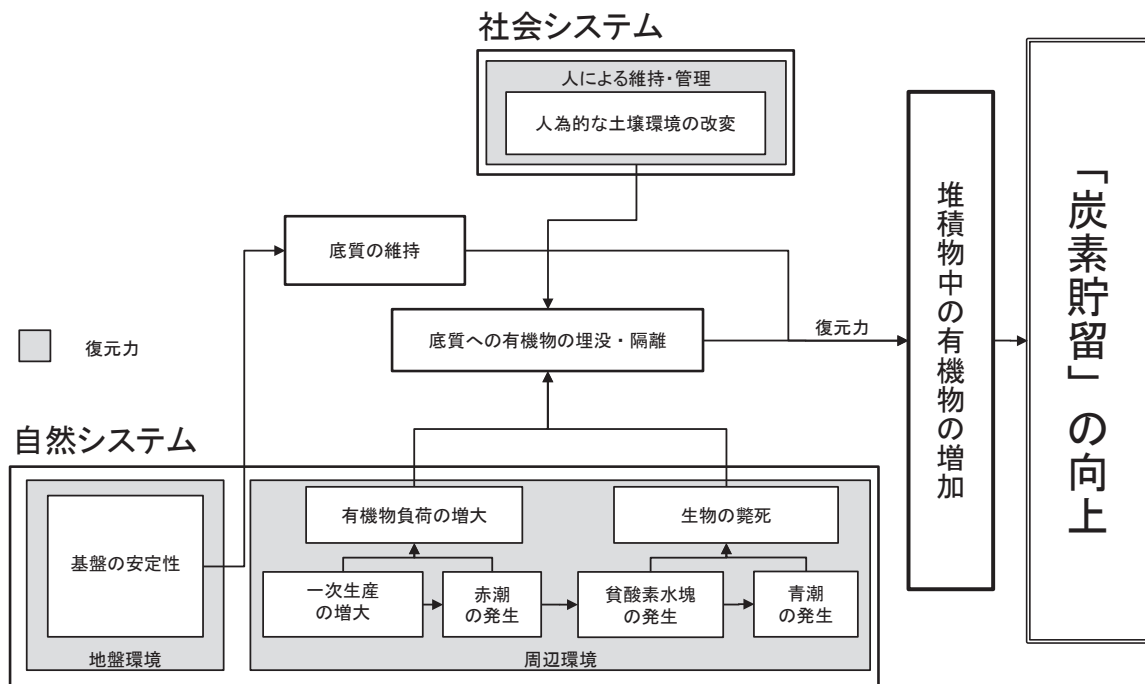 社会システム
人による維持・管理
人為的な土壌環境の改変
底質の維持
底質への有機物の埋没・隔離
復元力
復元力
堆積物中の有機物の増加
「炭素貯留」の向上
自然システム
基盤の安定性
地盤環境
有機物負荷の増大
生物の斃死
一次生産
の増大
赤潮
の発生
貧酸素水塊
の発生
青潮
の発生
周辺環境